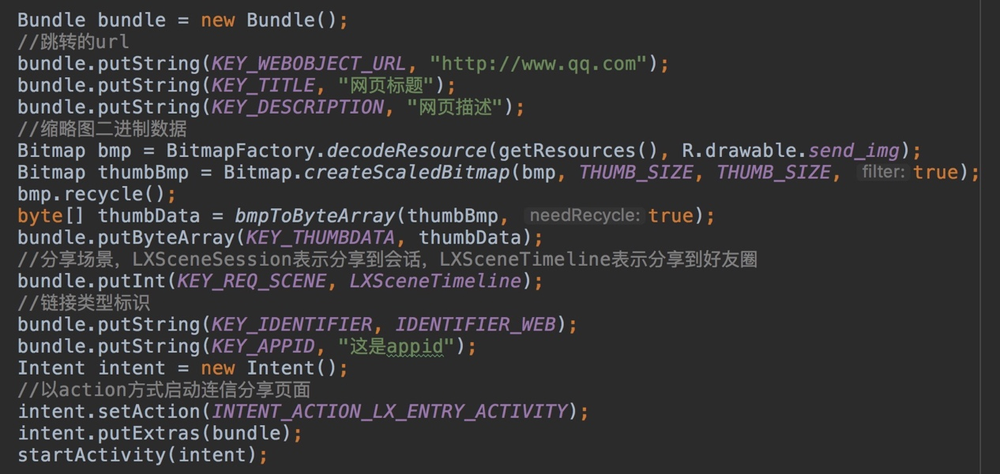 Bundle bundle = new Bundle();
//跳转的url
bundle.putString(KEY_WEBOBJECT_URL, "http://www.qq.com");
bundle.putString(KEY_TITLE, "网页标题");
bundle.putString(KEY_DESCRIPTION, "网页描述");
//缩略图二进制数据
Bitmap bmp = BitmapFactory.decodeResource(getResources(), R.drawable.send_img);
Bitmap thumbBmp = Bitmap.createScaledBitmap(bmp, THUMB_SIZE, THUMB_SIZE, filter: true);
bmp.recycle();
byte[] thumbData = bmpToByteArray(thumbBmp, needRecycle: true);
bundle.putByteArray(KEY_THUMBDATA, thumbData);
//分享场景，LXSceneSession表示分享到会话，LXSceneTimeline表示分享到好友圈
bundle.putInt(KEY_REQ_SCENE, LXSceneTimeline);
//链接类型标识
bundle.putString(KEY_IDENTIFIER, IDENTIFIER_WEB);
bundle.putString(KEY_APPID, "这是appid");
Intent intent = new Intent();
//以action方式启动连信分享页面
intent.setAction(INTENT_ACTION_LX_ENTRY_ACTIVITY);
intent.putExtras(bundle);
startActivity(intent);